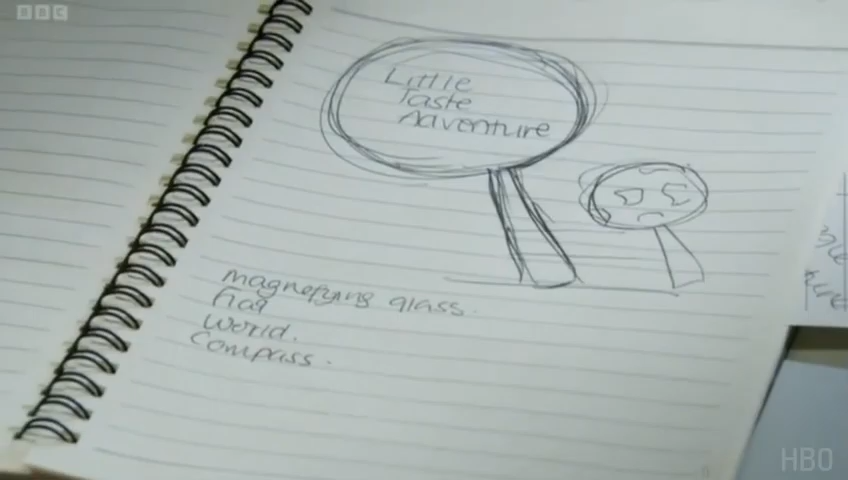 BBC
Little
Taste
Adventure
magnefying glass.
flag
world.
compass.
HBO